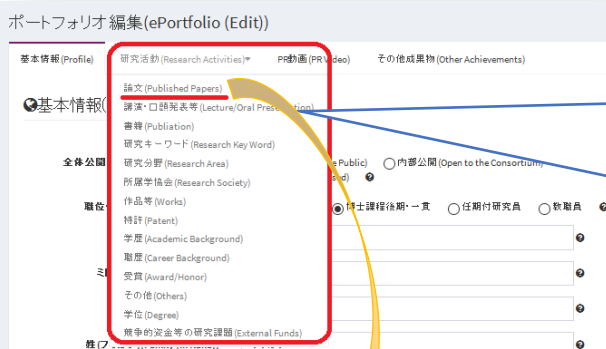 ポートフォリオ編集(ePortfolio (Edit))
基本情報(Profile) 研究活動(Research Activities)▾ PR動画(PR Video) その他成果物(Other Achievements)
論文(Published Papers)
基本情報(
講演・口頭発表等(Lecture/Oral Presentation)
書籍(Publiation)
研究キーワード(Research Key Word)
全体公開 研究分野(Research Area) Public) 内部公開(Open to the Consortium)
所属学協会(Research Society)
作品等(Works)
職位・ 博士課程後期・一貫 任期付研究員 教職員
特許(Patent)
学歴(Academic Background)
職歴(Career Background)
受賞(Award/Honor)
その他(Others)
学位(Degree)
競争的資金等の研究課題(External Funds)